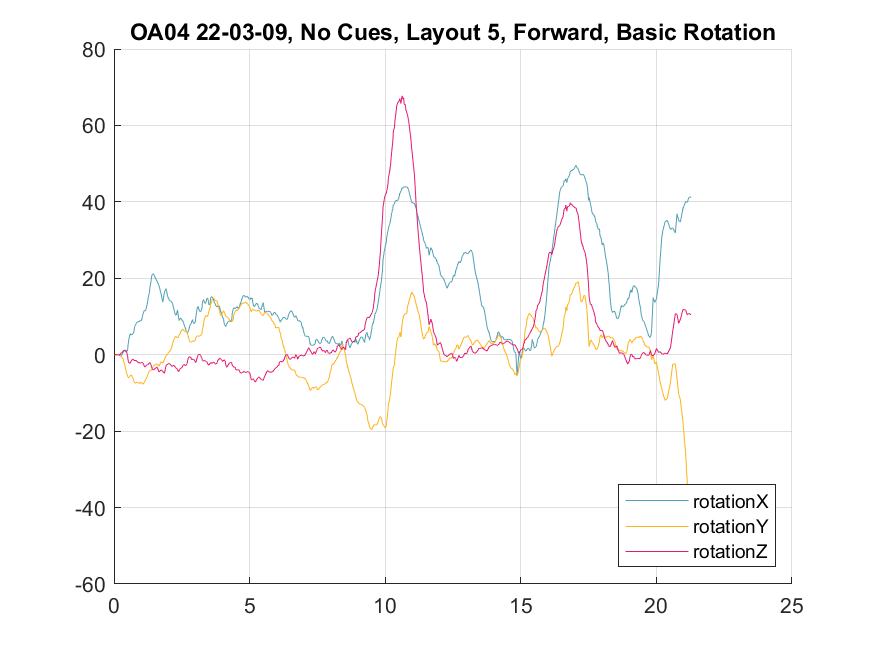 OA04 22-03-09, No Cues, Layout 5, Forward, Basic Rotation
80
60
40
20
0
-20
-40
-60
0 5 10 15 20 25
rotationX
rotationY
rotationZ